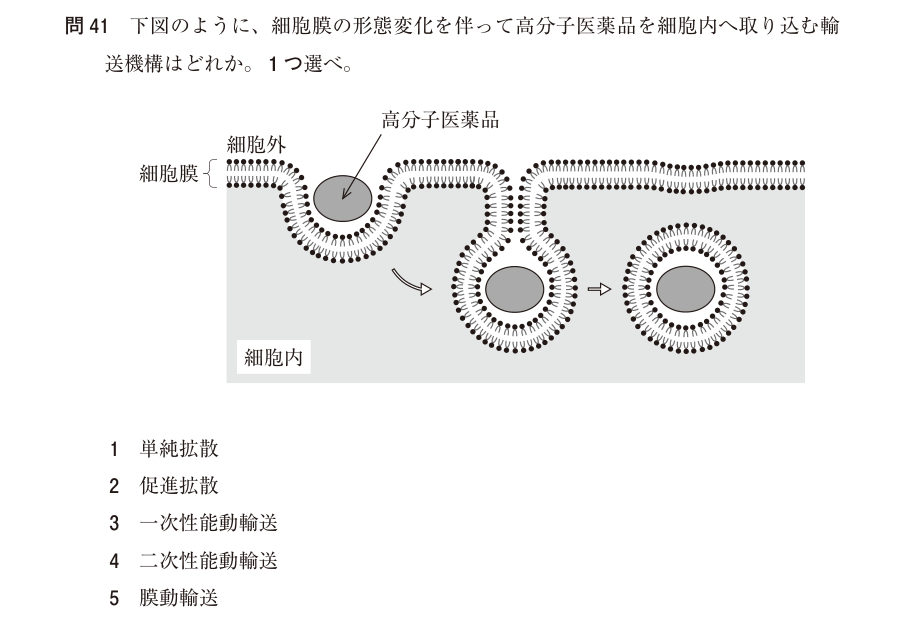 問 41　下図のように、細胞膜の形態変化を伴って高分子医薬品を細胞内へ取り込む輸
送機構はどれか。1つ選べ。
高分子医薬品
細胞外
細胞膜
細胞内
1　単純拡散
2　促進拡散
3　一次性能動輸送
4　二次性能動輸送
5　膜動輸送